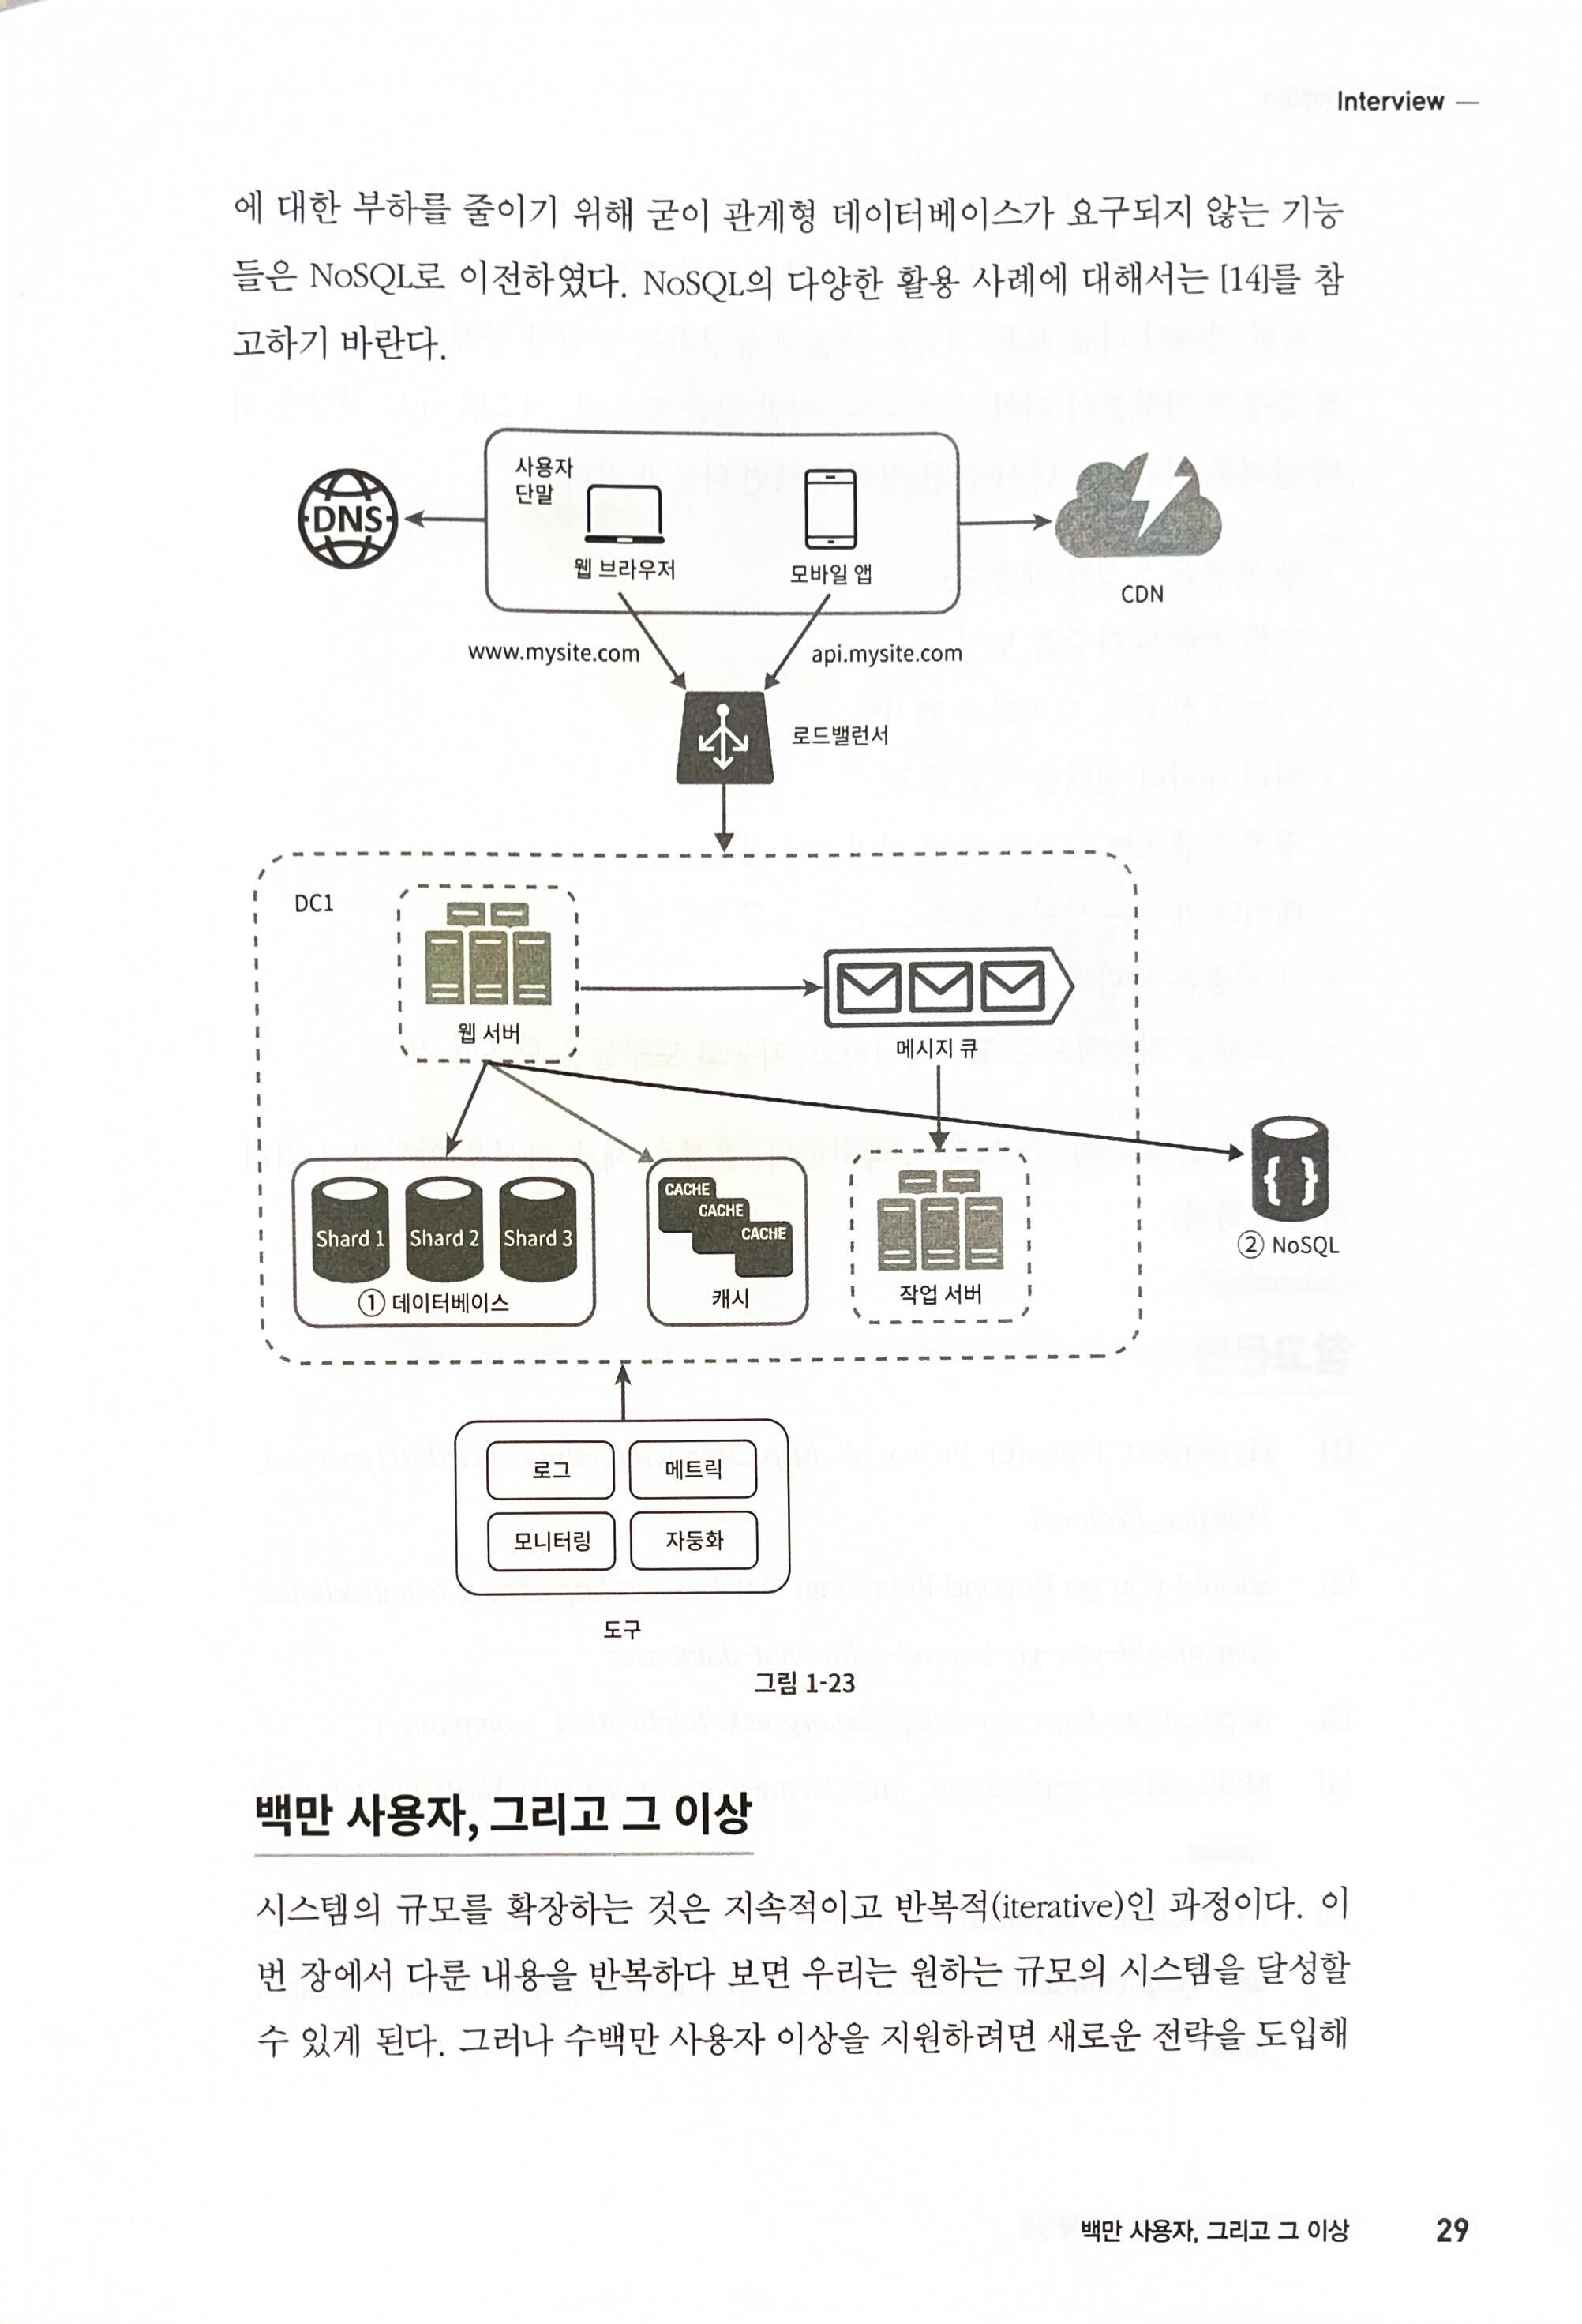 Interview —
에 대한 부하를 줄이기 위해 굳이 관계형 데이터베이스가 요구되지 않는 기능
들은 NoSQL로 이전하였다. NoSQL의 다양한 활용 사례에 대해서는 [14]를 참
고하기 바란다.
사용자
단말
DNS
웹 브라우저
모바일 앱
CDN
www.mysite.com
api.mysite.com
로드밸런서
DC1
웹 서버
메시지 큐
Shard 1
Shard 2
Shard 3
① 데이터베이스
CACHE
CACHE
CACHE
캐시
작업 서버
② NoSQL
로그
메트릭
모니터링
자동화
도구
그림 1-23
백만 사용자, 그리고 그 이상
시스템의 규모를 확장하는 것은 지속적이고 반복적(iterative)인 과정이다. 이
번 장에서 다룬 내용을 반복하다 보면 우리는 원하는 규모의 시스템을 달성할
수 있게 된다. 그러나 수백만 사용자 이상을 지원하려면 새로운 전략을 도입해
백만 사용자, 그리고 그 이상 29